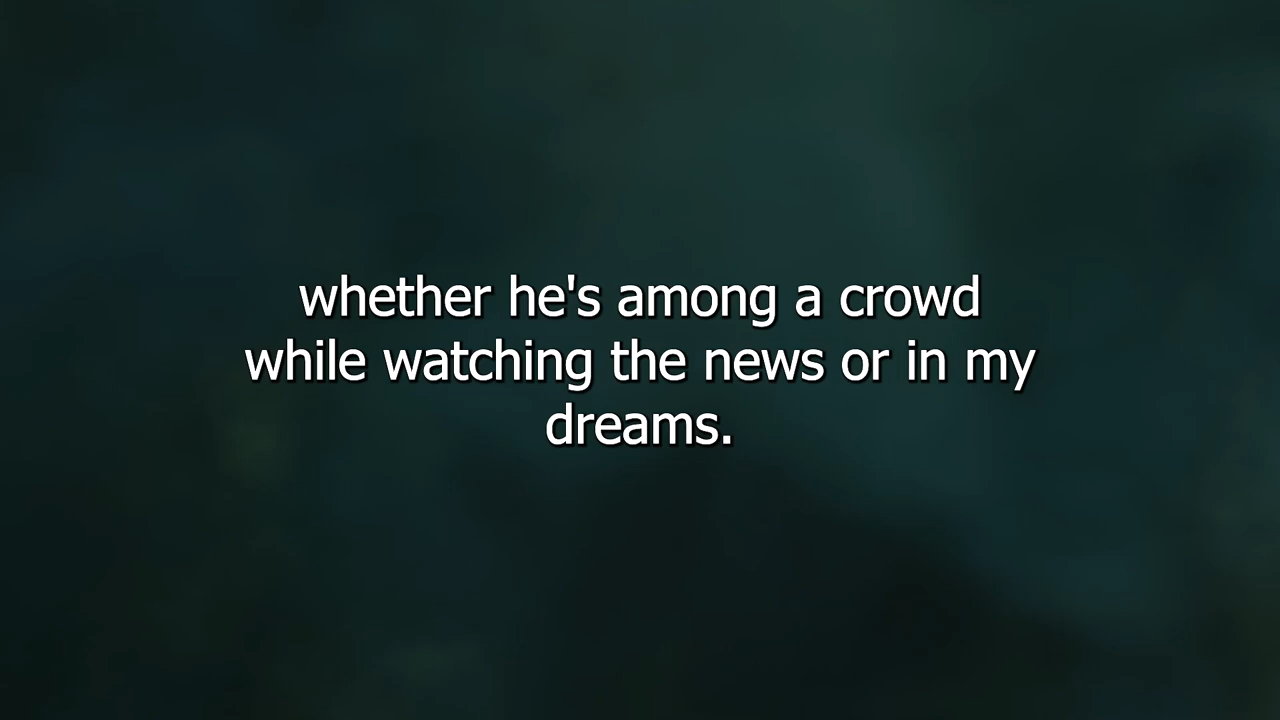 whether he's among a crowd
while watching the news or in my
dreams.